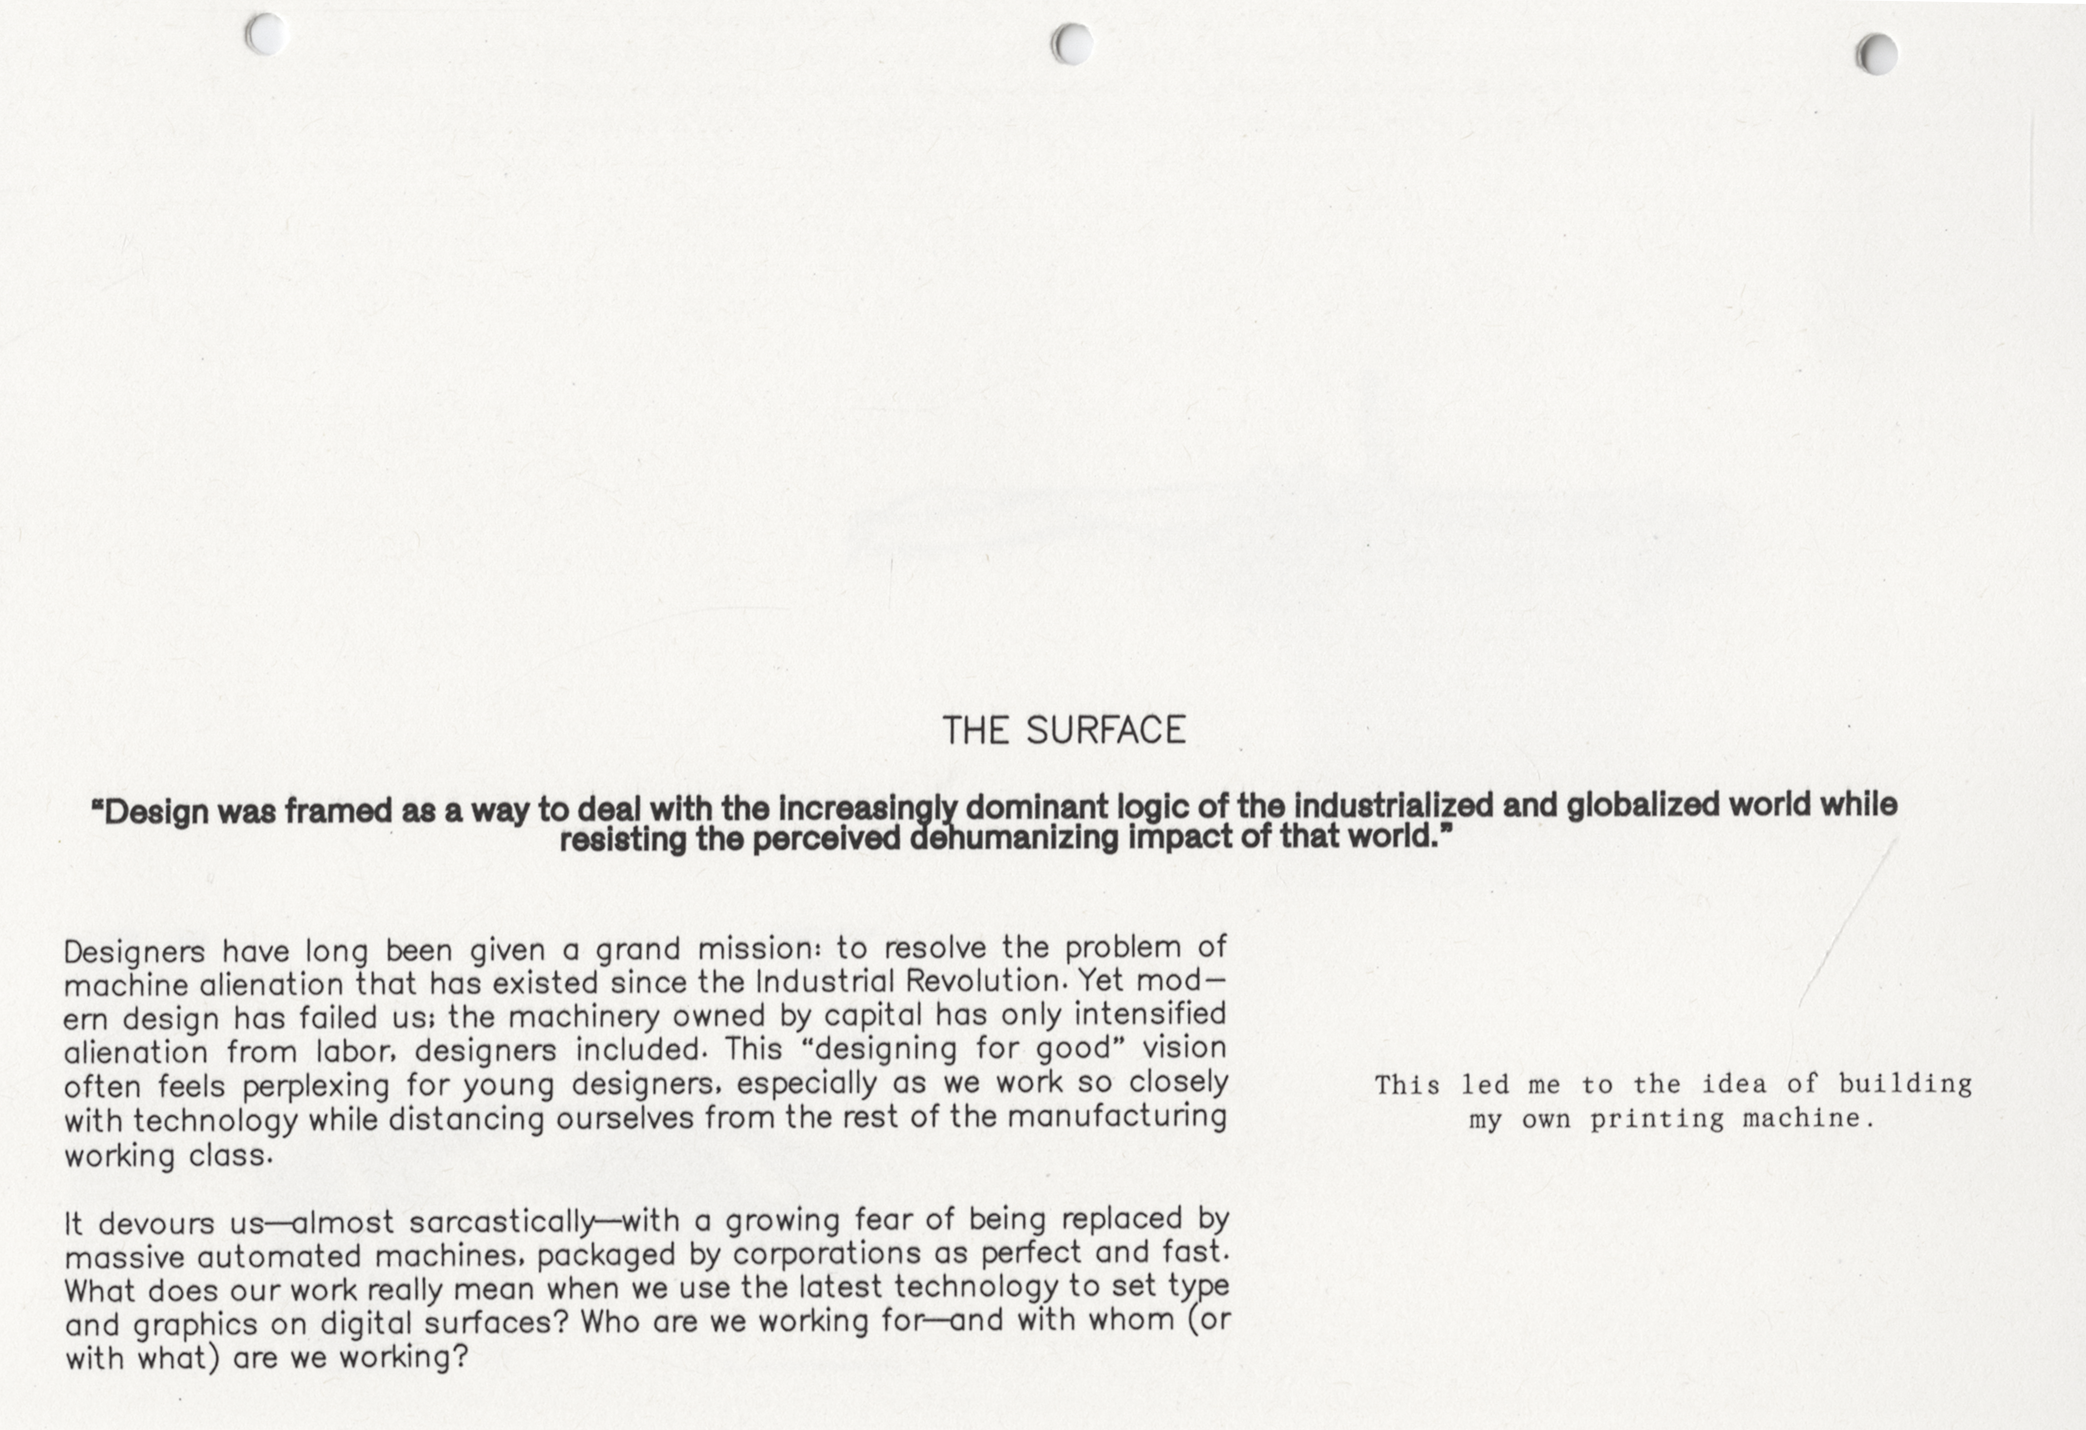 THE SURFACE
“Design was framed as a way to deal with the increasingly dominant logic of the industrialized and globalized world while
resisting the perceived dehumanizing impact of that world.”
Designers have long been given a grand mission: to resolve the problem of
machine alienation that has existed since the Industrial Revolution. Yet mod—
ern design has failed us; the machinery owned by capital has only intensified
alienation from labor, designers included. This “designing for good” vision
often feels perplexing for young designers, especially as we work so closely
with technology while distancing ourselves from the rest of the manufacturing
working class.
It devours us—almost sarcastically—with a growing fear of being replaced by
massive automated machines, packaged by corporations as perfect and fast.
What does our work really mean when we use the latest technology to set type
and graphics on digital surfaces? Who are we working for—and with whom (or
with what) are we working?
This led me to the idea of building
my own printing machine.